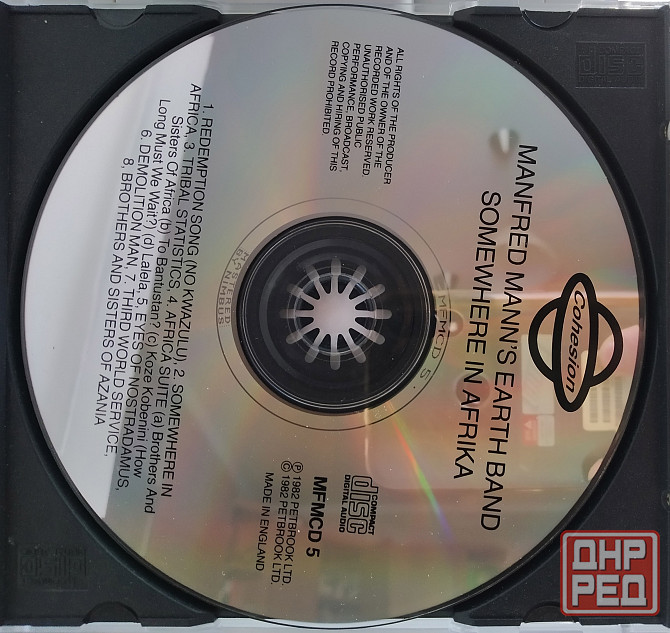 Cohesion
MANFRED MANN'S EARTH BAND
SOMEWHERE IN AFRIKA
ALL RIGHTS OF THE PRODUCER
AND OF THE OWNER OF THE
RECORDED WORK RESERVED
UNAUTHORISED PUBLIC
PERFORMANCE, BROADCAST,
COPYING AND HIRING OF THIS
RECORD PROHIBITED
MFMCD 5
MASTERED
BY NIMBUS
COMPACT
disc
DIGITAL AUDIO
MFMCD 5
℗ 1982 PETBROOK LTD.
© 1982 PETBROOK LTD.
MADE IN ENGLAND
1. REDEMPTION SONG (NO KWAZULU), 2. SOMEWHERE IN
AFRICA, 3. TRIBAL STATISTICS, 4. AFRICA SUITE (a) Brothers And
Sisters Of Africa (b) To Bantustan? (c) Koze Kobenini (How
Long Must We Wait?) (d) Lalela, 5. EYES OF NOSTRADAMUS,
6. DEMOLITION MAN, 7. THIRD WORLD SERVICE,
8. BROTHERS AND SISTERS OF AZANIA
ДНР
РЕД